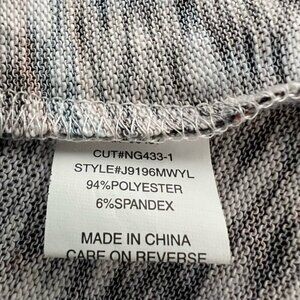 CUT#NG433-1
STYLE#J9196MWYL
94%POLYESTER
6%SPANDEX
MADE IN CHINA
CARE ON REVERSE